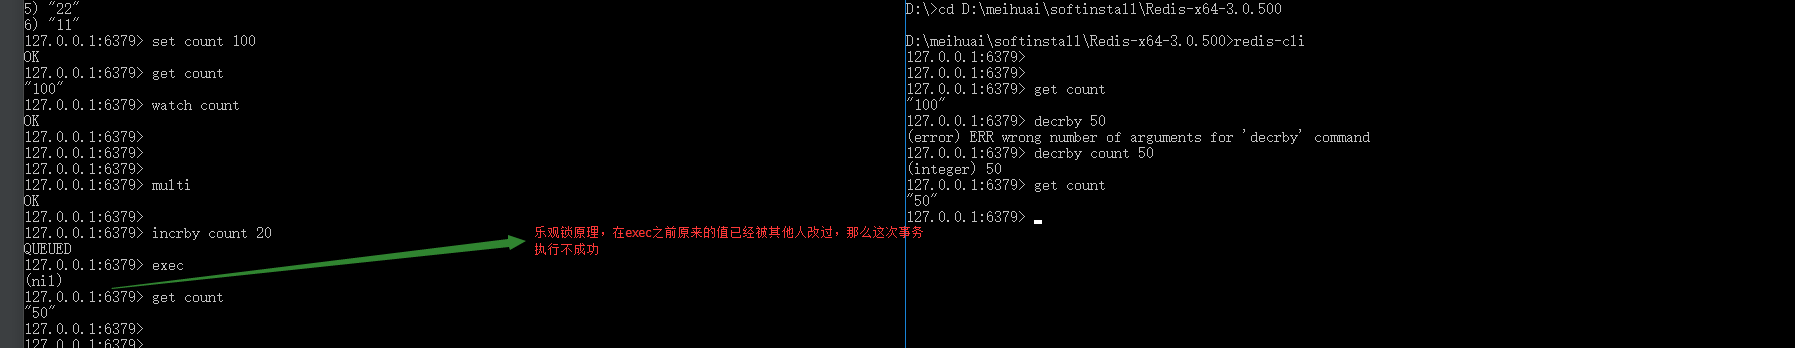 5) "22"
6) "11"
127.0.0.1:6379> set count 100
OK
127.0.0.1:6379> get count
"100"
127.0.0.1:6379> watch count
OK
127.0.0.1:6379>
127.0.0.1:6379>
127.0.0.1:6379>
127.0.0.1:6379> multi
OK
127.0.0.1:6379>
127.0.0.1:6379> incrby count 20
QUEUED
127.0.0.1:6379> exec
(nil)
127.0.0.1:6379> get count
"50"
127.0.0.1:6379>
127.0.0.1:6379>
乐观锁原理，在exec之前原来的值已经被其他人改过，那么这次事务
执行不成功
D:\>cd D:\meihuai\softinstall\Redis-x64-3.0.500
D:\meihuai\softinstall\Redis-x64-3.0.500>redis-cli
127.0.0.1:6379>
127.0.0.1:6379>
127.0.0.1:6379> get count
"100"
127.0.0.1:6379> decrby 50
(error) ERR wrong number of arguments for 'decrby' command
127.0.0.1:6379> decrby count 50
(integer) 50
127.0.0.1:6379> get count
"50"
127.0.0.1:6379>